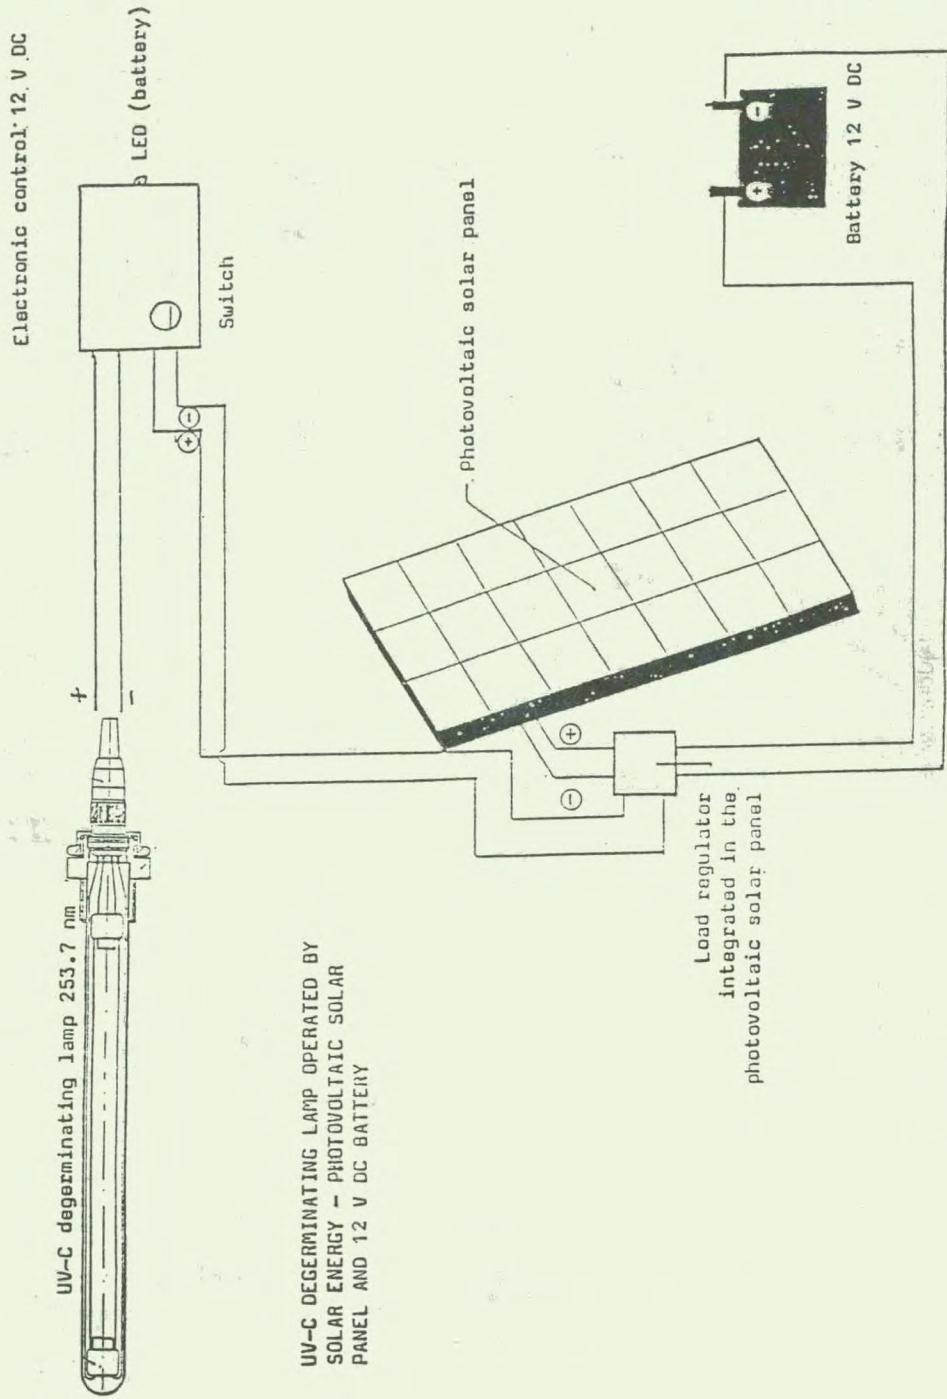 Electronic control 12 V DC
LED (battery)
Switch
+
-
+ -
UV-C degerminating lamp 253.7 nm
UV-C DEGERMINATING LAMP OPERATED BY
SOLAR ENERGY - PHOTOVOLTAIC SOLAR
PANEL AND 12 V DC BATTERY
Photovoltaic solar panel
- +
Load regulator
integrated in the
photovoltaic solar panel
+ -
Battery 12 V DC